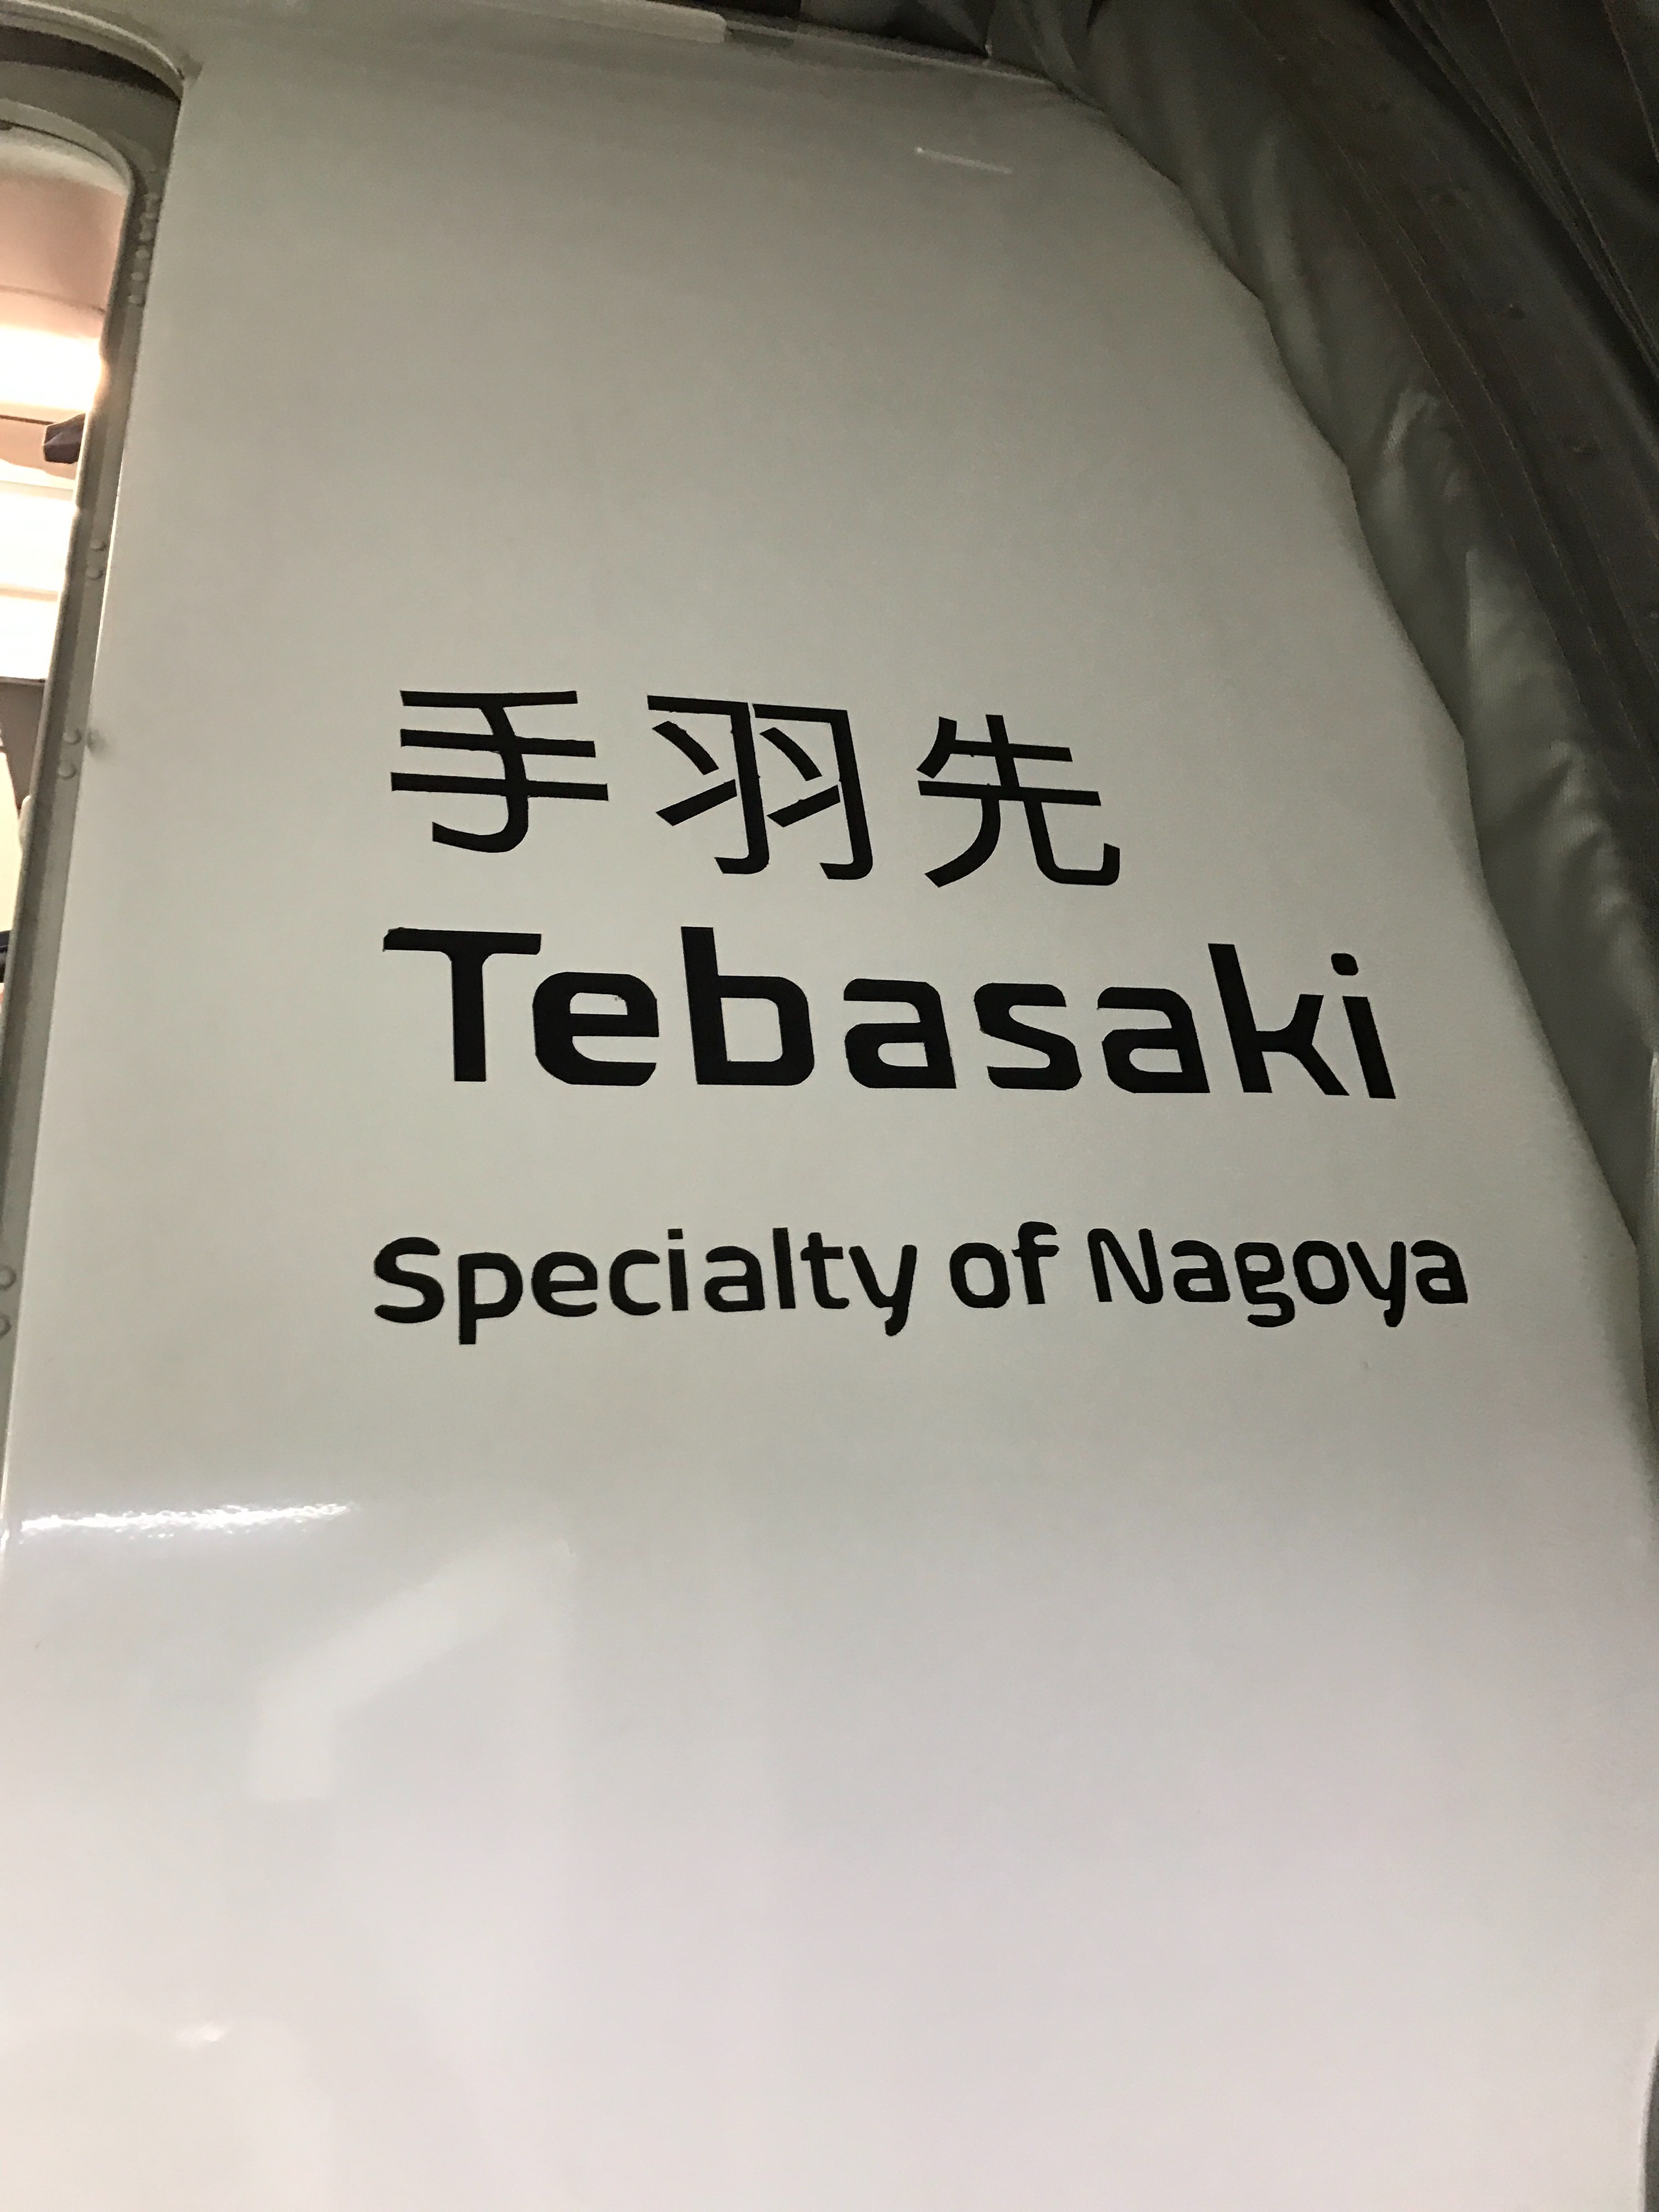 手羽先
Tebasaki
Specialty of Nagoya